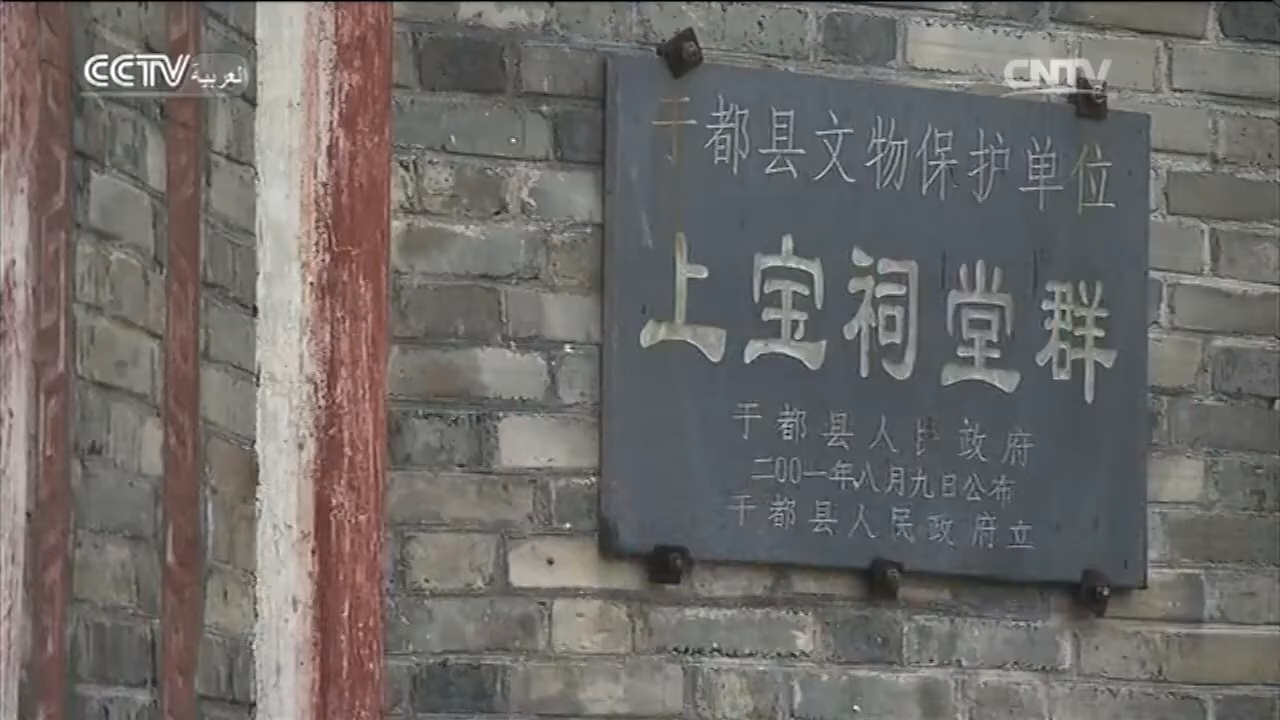 CCTV العربية
CNTV
于都县文物保护单位
上宝祠堂群
于都县人民政府
二〇〇一年八月九日公布
于都县人民政府立